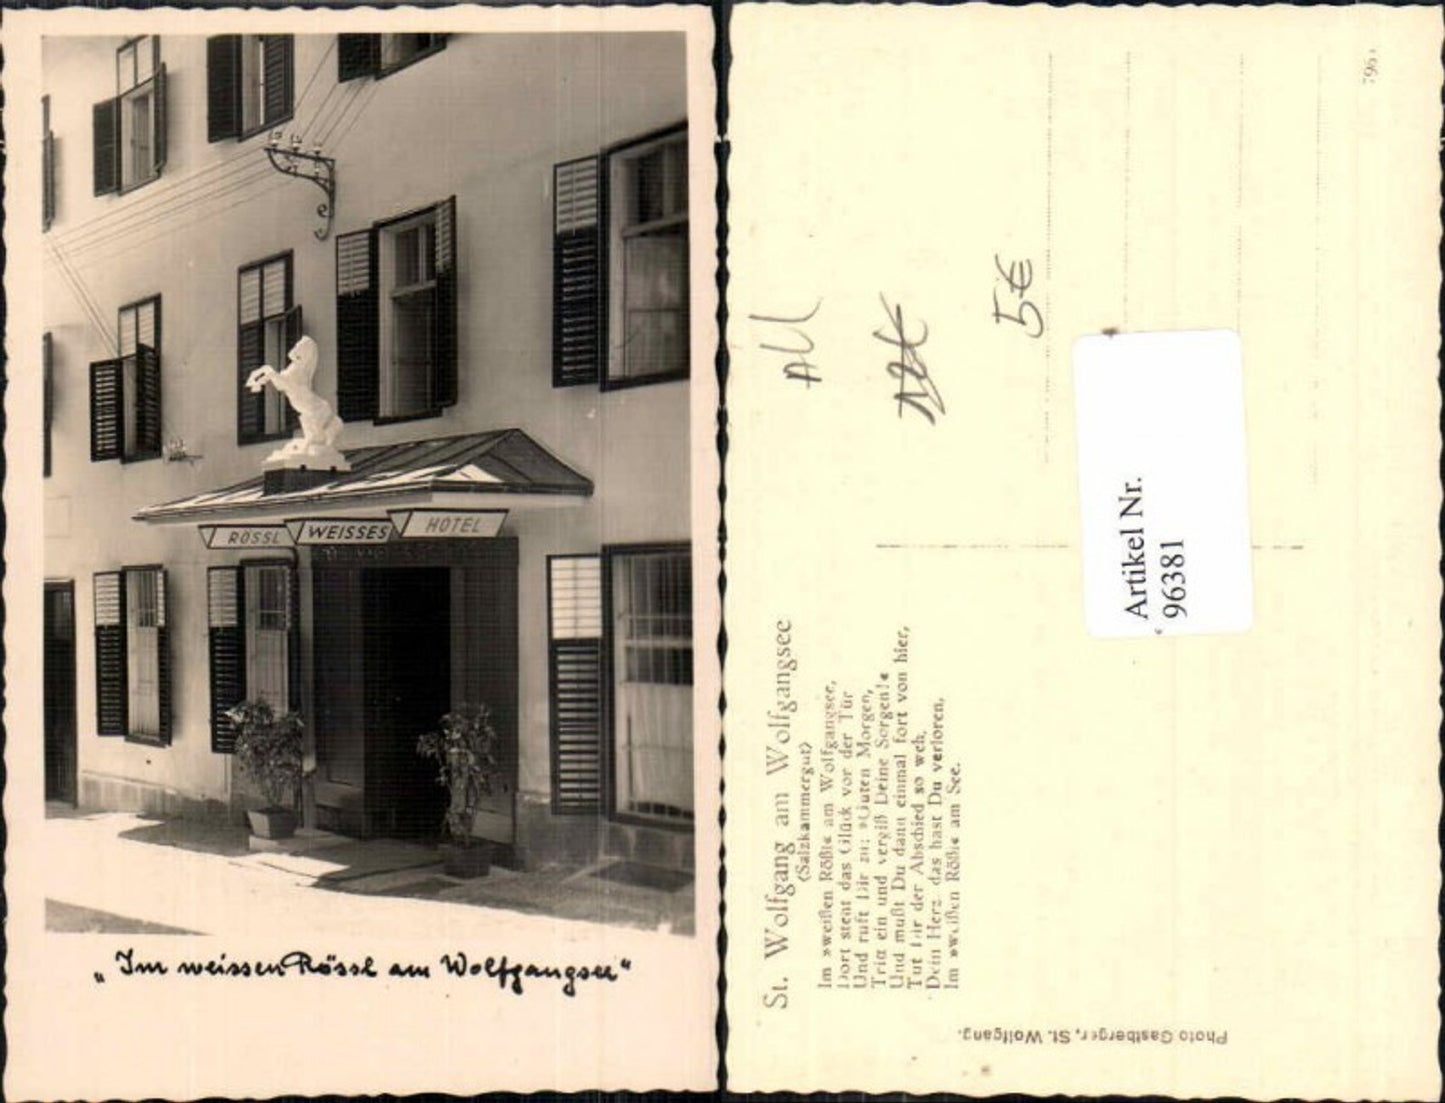 RÖSSL WEISSES HOTEL
„Im weissen Rössl am Wolfgangsee“
St. Wolfgang am Wolfgangsee
(Salzkammergut)
Im »weißen Rößl« am Wolfgangsee,
Dort steht das Glück vor der Tür
Und ruft Dir zu: »Guten Morgen,
Tritt ein und vergiß Deine Sorgen!«
Und mußt Du dann einmal fort von hier,
Tut Dir der Abschied so weh,
Dein Herz, das hast Du verloren,
Im »weißen Rößl« am See.
Photo Gastberger, St. Wolfgang.
5€
Artikel Nr.
96381